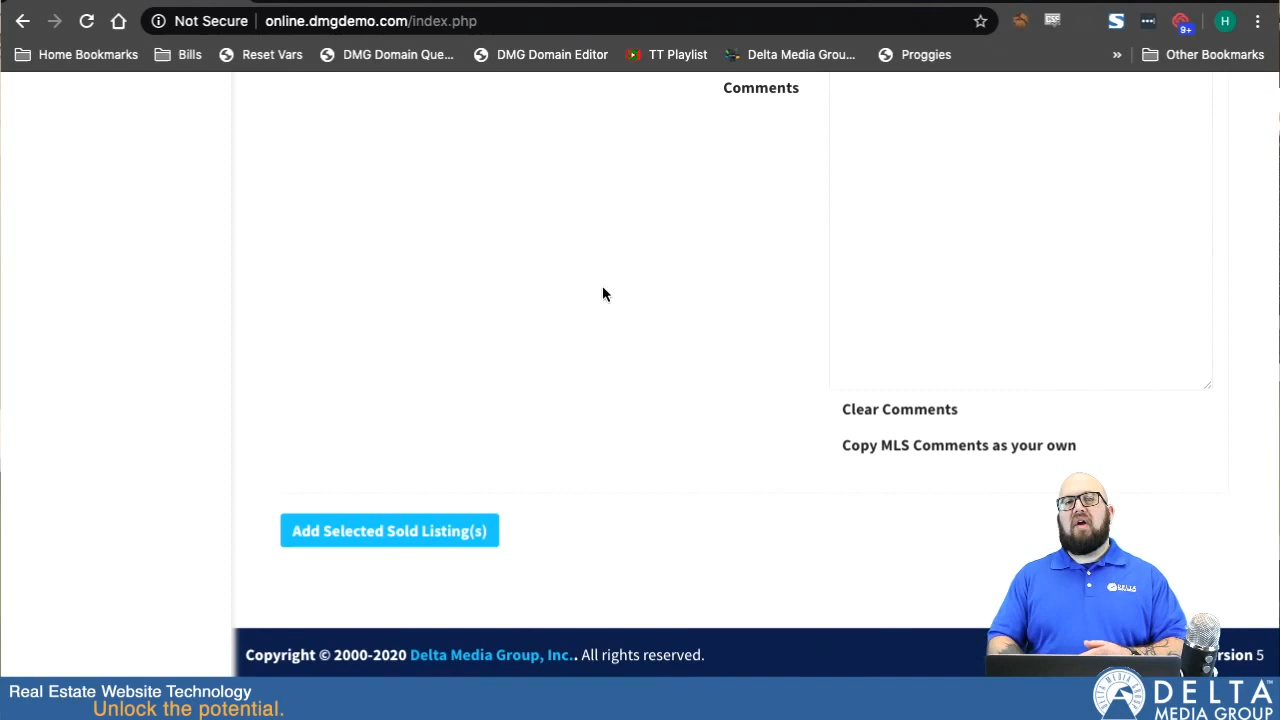 Not Secure online.dmgdemo.com/index.php S H
9+
Home Bookmarks Bills Reset Vars DMG Domain Que... DMG Domain Editor TT Playlist Delta Media Grou... Proggies » Other Bookmarks
Comments
Clear Comments
Copy MLS Comments as your own
Add Selected Sold Listing(s)
DELTA
Copyright © 2000-2020 Delta Media Group, Inc.. All rights reserved. rsion 5
Real Estate Website Technology
Unlock the potential.
DELTA
MEDIA GROUP